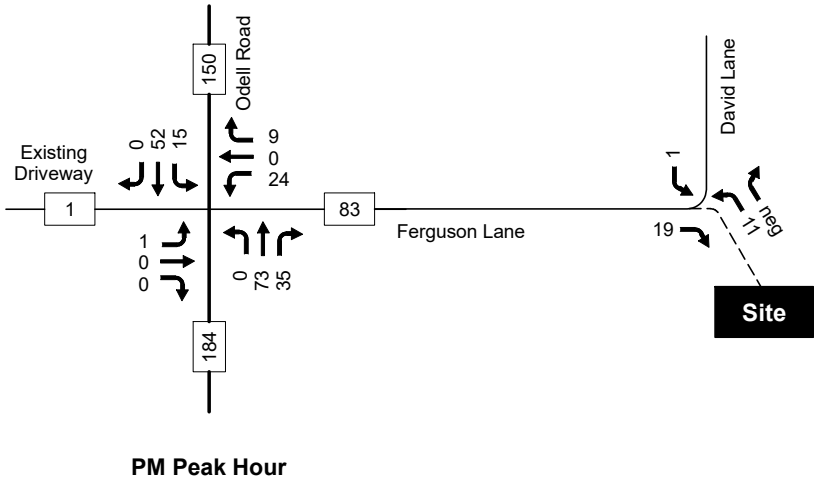 150
Odell Road
David Lane
0
52
15
9
0
24
Existing
Driveway
1
83
Ferguson Lane
1
neg
11
19
1
0
0
0
73
35
Site
184
PM Peak Hour